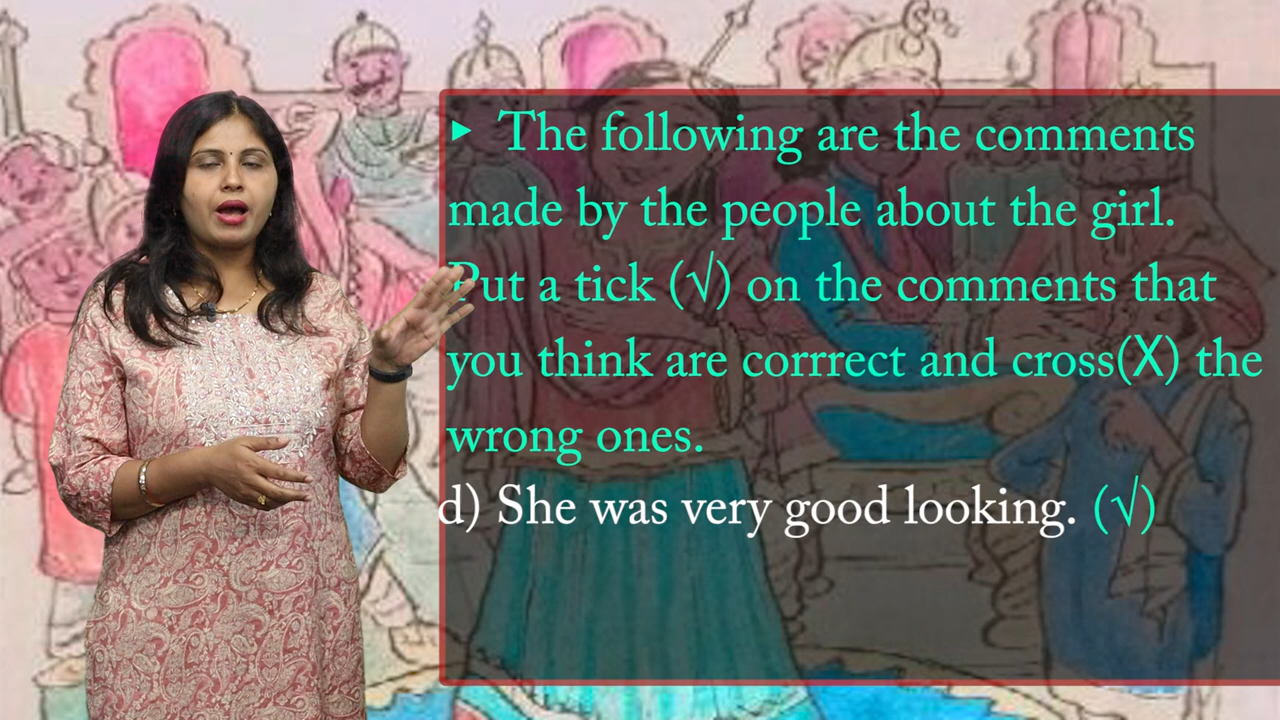 ▸ The following are the comments
made by the people about the girl.
Put a tick (√) on the comments that
you think are corrrect and cross(X) the
wrong ones.
d) She was very good looking. (√)